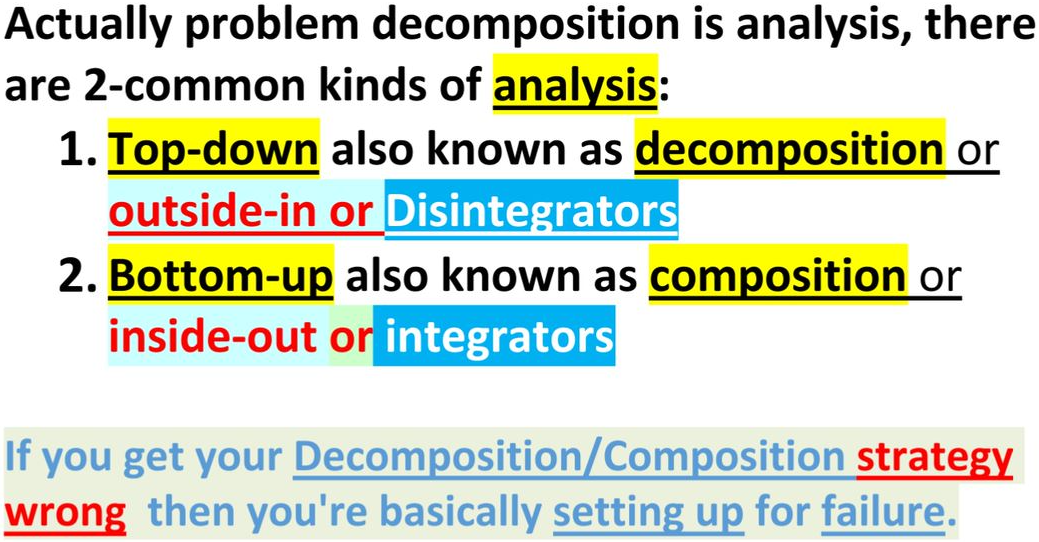 Actually problem decomposition is analysis, there
are 2-common kinds of analysis:
1. Top-down also known as decomposition or
outside-in or Disintegrators
2. Bottom-up also known as composition or
inside-out or integrators
If you get your Decomposition/Composition strategy
wrong then you're basically setting up for failure.